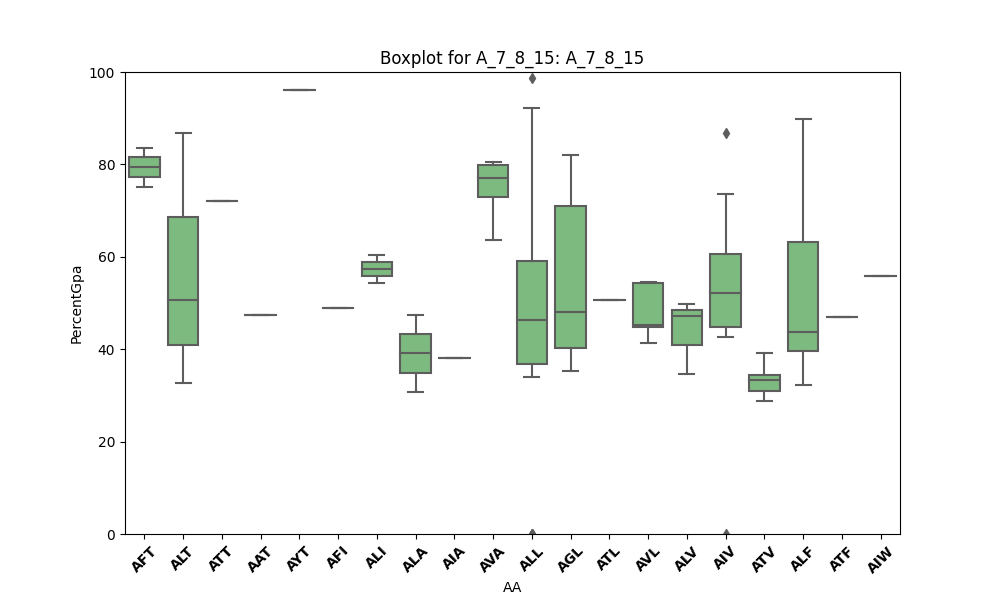 Boxplot for A_7_8_15: A_7_8_15
100
80
60
40
20
0
PercentGpa
AFT
ALT
ATT
AAT
AYT
AFI
ALI
ALA
AIA
AVA
ALL
AGL
ATL
AVL
ALV
AIV
ATV
ALF
ATF
AIW
AA